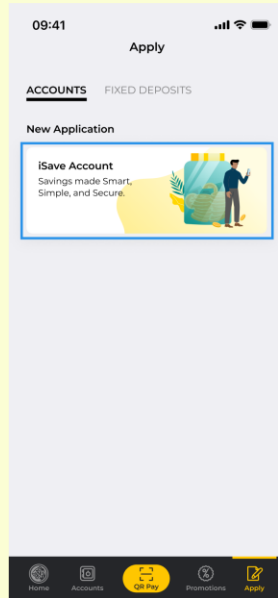 09:41
Apply
ACCOUNTS FIXED DEPOSITS
New Application
iSave Account
Savings made Smart,
Simple, and Secure.
Home Accounts QR Pay Promotions Apply